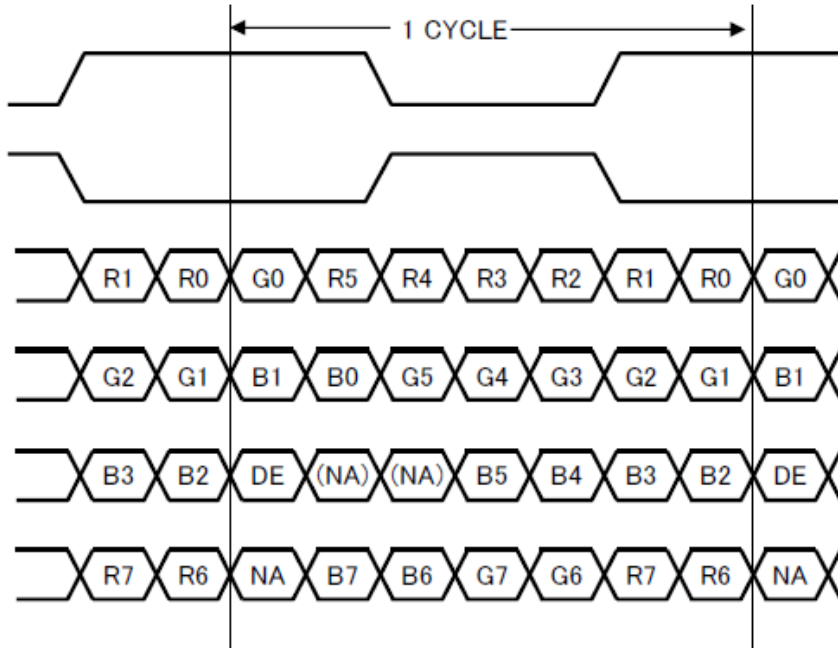 1 CYCLE
R1 R0 G0 R5 R4 R3 R2 R1 R0 G0
G2 G1 B1 B0 G5 G4 G3 G2 G1 B1
B3 B2 DE (NA) (NA) B5 B4 B3 B2 DE
R7 R6 NA B7 B6 G7 G6 R7 R6 NA